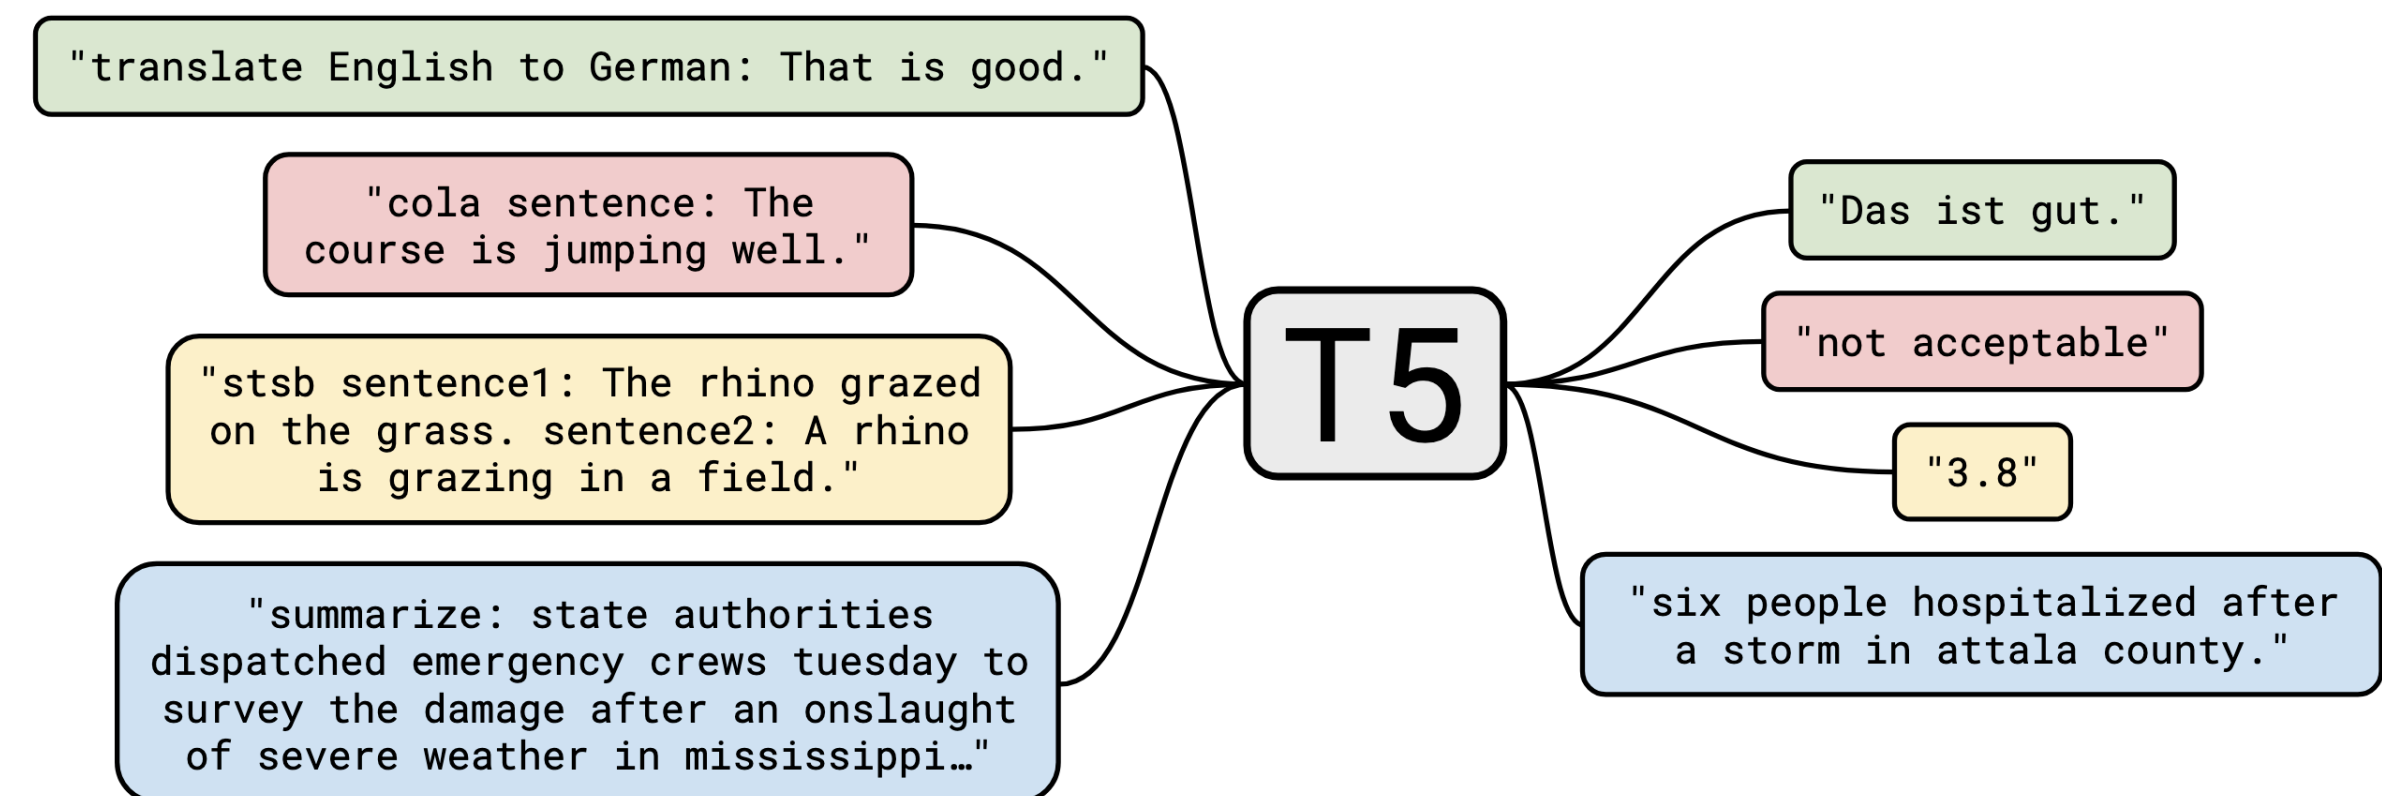 "translate English to German: That is good."
"cola sentence: The
course is jumping well."
"stsb sentence1: The rhino grazed
on the grass. sentence2: A rhino
is grazing in a field."
"summarize: state authorities
dispatched emergency crews tuesday to
survey the damage after an onslaught
of severe weather in mississippi…"
T5
"Das ist gut."
"not acceptable"
"3.8"
"six people hospitalized after
a storm in attala county."